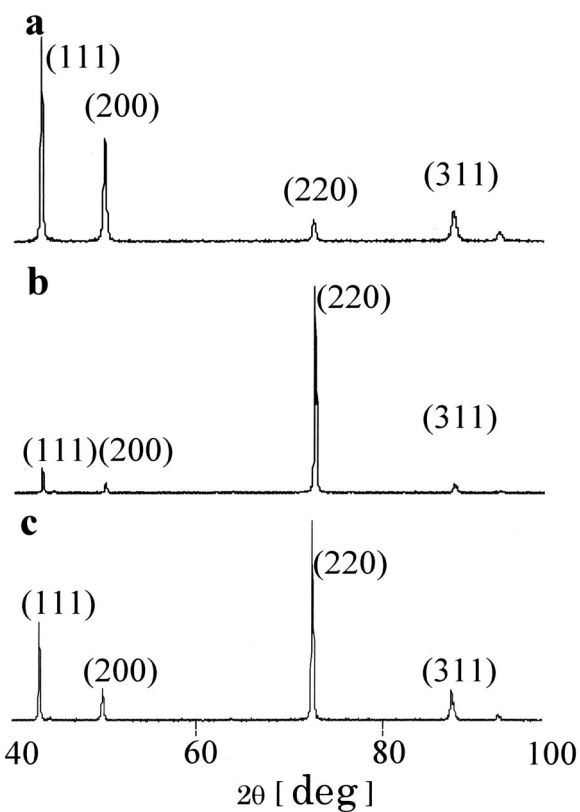 a
(111)
(200)
(220)
(311)
b
(220)
(311)
(111)(200)
c
(220)
(111)
(200)
(311)
40 60 80 100
2θ [deg]